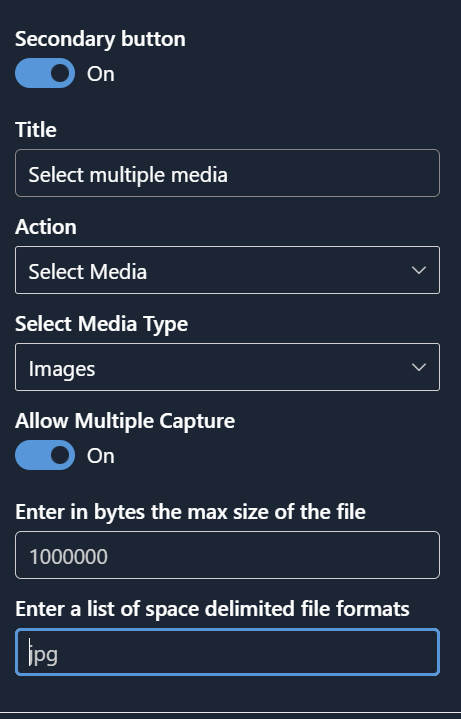 Secondary button
On
Title
Select multiple media
Action
Select Media
Select Media Type
Images
Allow Multiple Capture
On
Enter in bytes the max size of the file
1000000
Enter a list of space delimited file formats
jpg